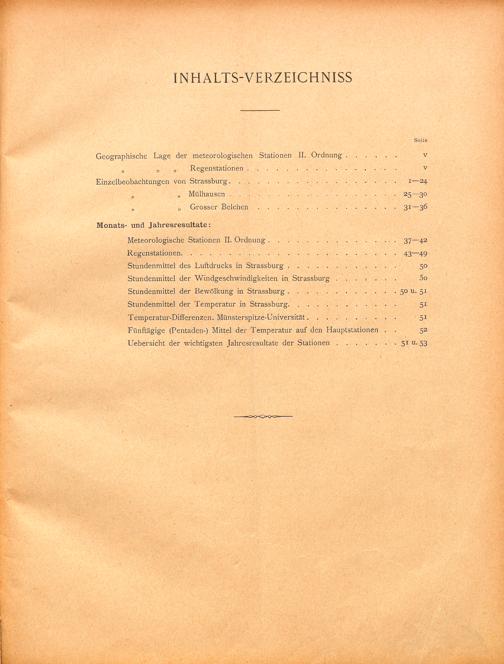 INHALTS-VERZEICHNISS
Seite
Geographische Lage der meteorologischen Stationen II. Ordnung . . . . . . V
„ „ „ Regenstationen . . . . . . . . . . . . . V
Einzelbeobachtungen von Strassburg. . . . . . . . . . . . . . . 1—24
„ „ Mülhausen . . . . . . . . . . . . . . . 25—30
„ „ Grosser Belchen . . . . . . . . . . . . 31—36
Monats- und Jahresresultate:
Meteorologische Stationen II. Ordnung . . . . . . . . . . . 37—42
Regenstationen. . . . . . . . . . . . . . . . . . 43—49
Stundenmittel des Luftdrucks in Strassburg . . . . . . . . . 50
Stundenmittel der Windgeschwindigkeiten in Strassburg . . . . . . 50
Stundenmittel der Bewölkung in Strassburg . . . . . . . . . 50 u. 51
Stundenmittel der Temperatur in Strassburg. . . . . . . . . 51
Temperatur-Differenzen. Münsterspitze-Universität . . . . . . . . 51
Fünftägige (Pentaden-) Mittel der Temperatur auf den Hauptstationen . . 52
Uebersicht der wichtigsten Jahresresultate der Stationen . . . . . . 51 u. 53